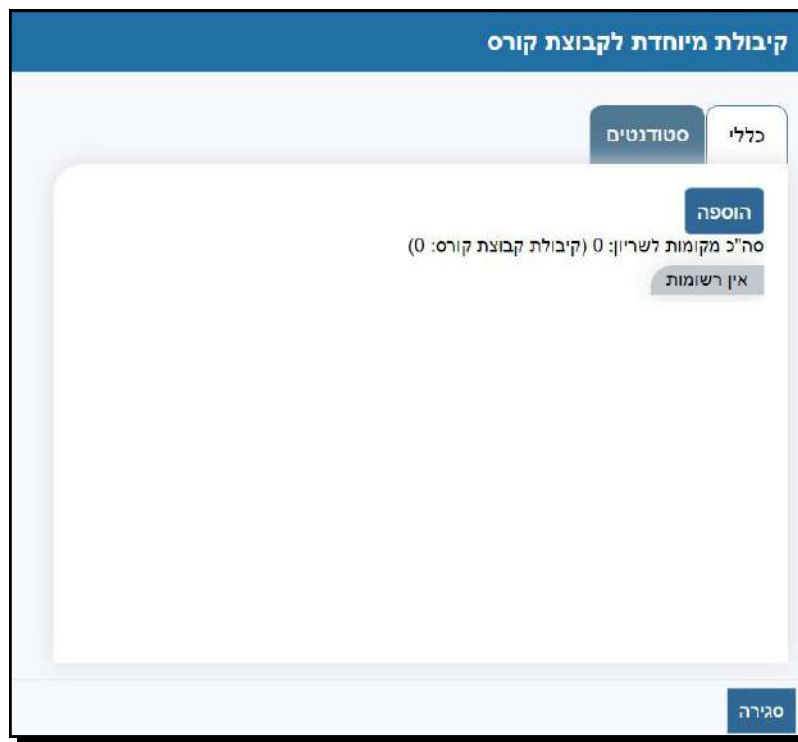 קיבולת מיוחדת לקבוצת קורס
כללי סטודנטים
הוספה
סה"כ מקומות לשריון: 0 (קיבולת קבוצת קורס: 0)
אין רשומות
סגירה